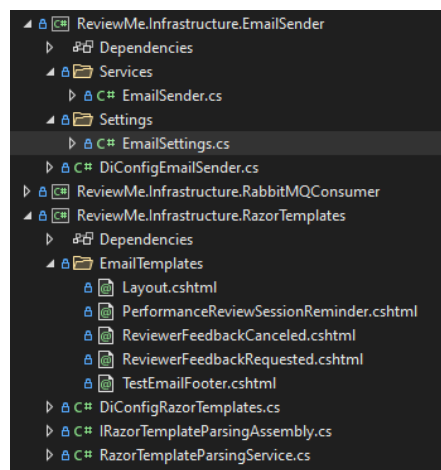 C# ReviewMe.Infrastructure.EmailSender
Dependencies
Services
C# EmailSender.cs
Settings
C# EmailSettings.cs
C# DiConfigEmailSender.cs
C# ReviewMe.Infrastructure.RabbitMQConsumer
C# ReviewMe.Infrastructure.RazorTemplates
Dependencies
EmailTemplates
@ Layout.cshtml
@ PerformanceReviewSessionReminder.cshtml
@ ReviewerFeedbackCanceled.cshtml
@ ReviewerFeedbackRequested.cshtml
@ TestEmailFooter.cshtml
C# DiConfigRazorTemplates.cs
C# IRazorTemplateParsingAssembly.cs
C# RazorTemplateParsingService.cs